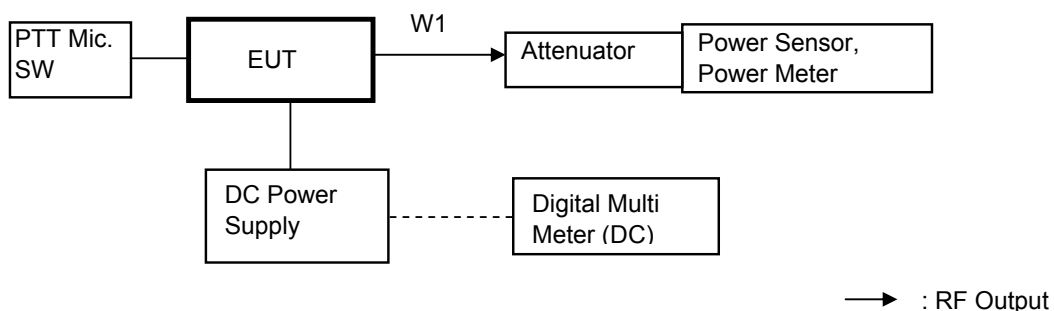 W1
PTT Mic.
SW
EUT
Attenuator
Power Sensor,
Power Meter
DC Power
Supply
Digital Multi
Meter (DC)
: RF Output